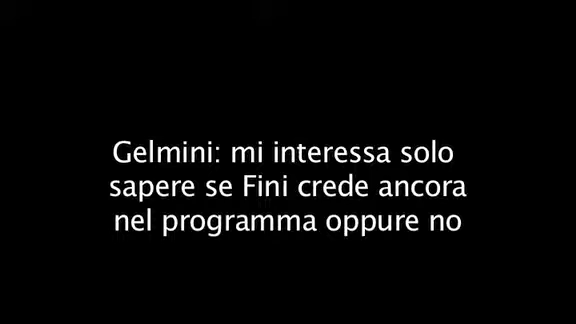 Gelmini: mi interessa solo
sapere se Fini crede ancora
nel programma oppure no